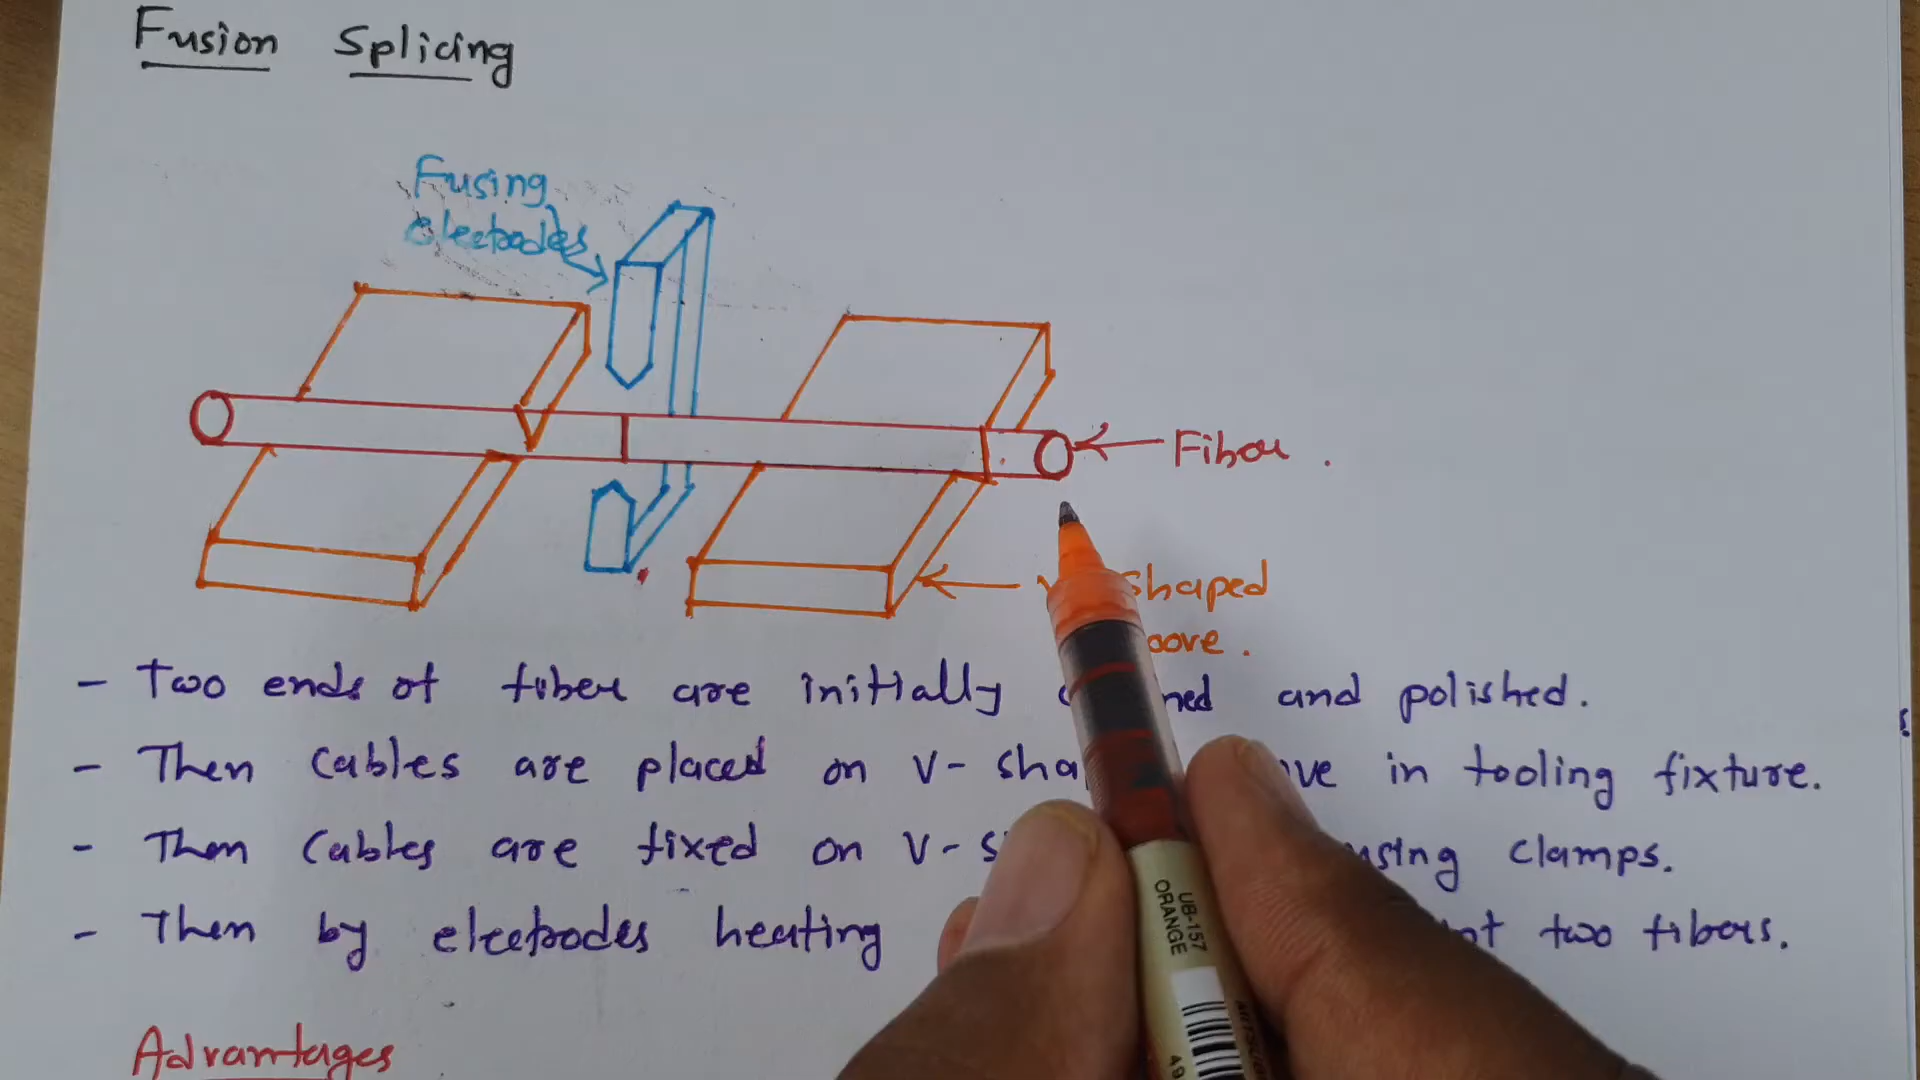 Fusion Splicing
Fusing
electrodes
Fiber.
shaped
oove.
- Two ends of fiber are initially ned and polished.
- Then cables are placed on V-sha ve in tooling fixture.
- Then cables are fixed on V-s using clamps.
- Then by electrodes heating two fibers.
Advantages
UB-157
ORANGE
49